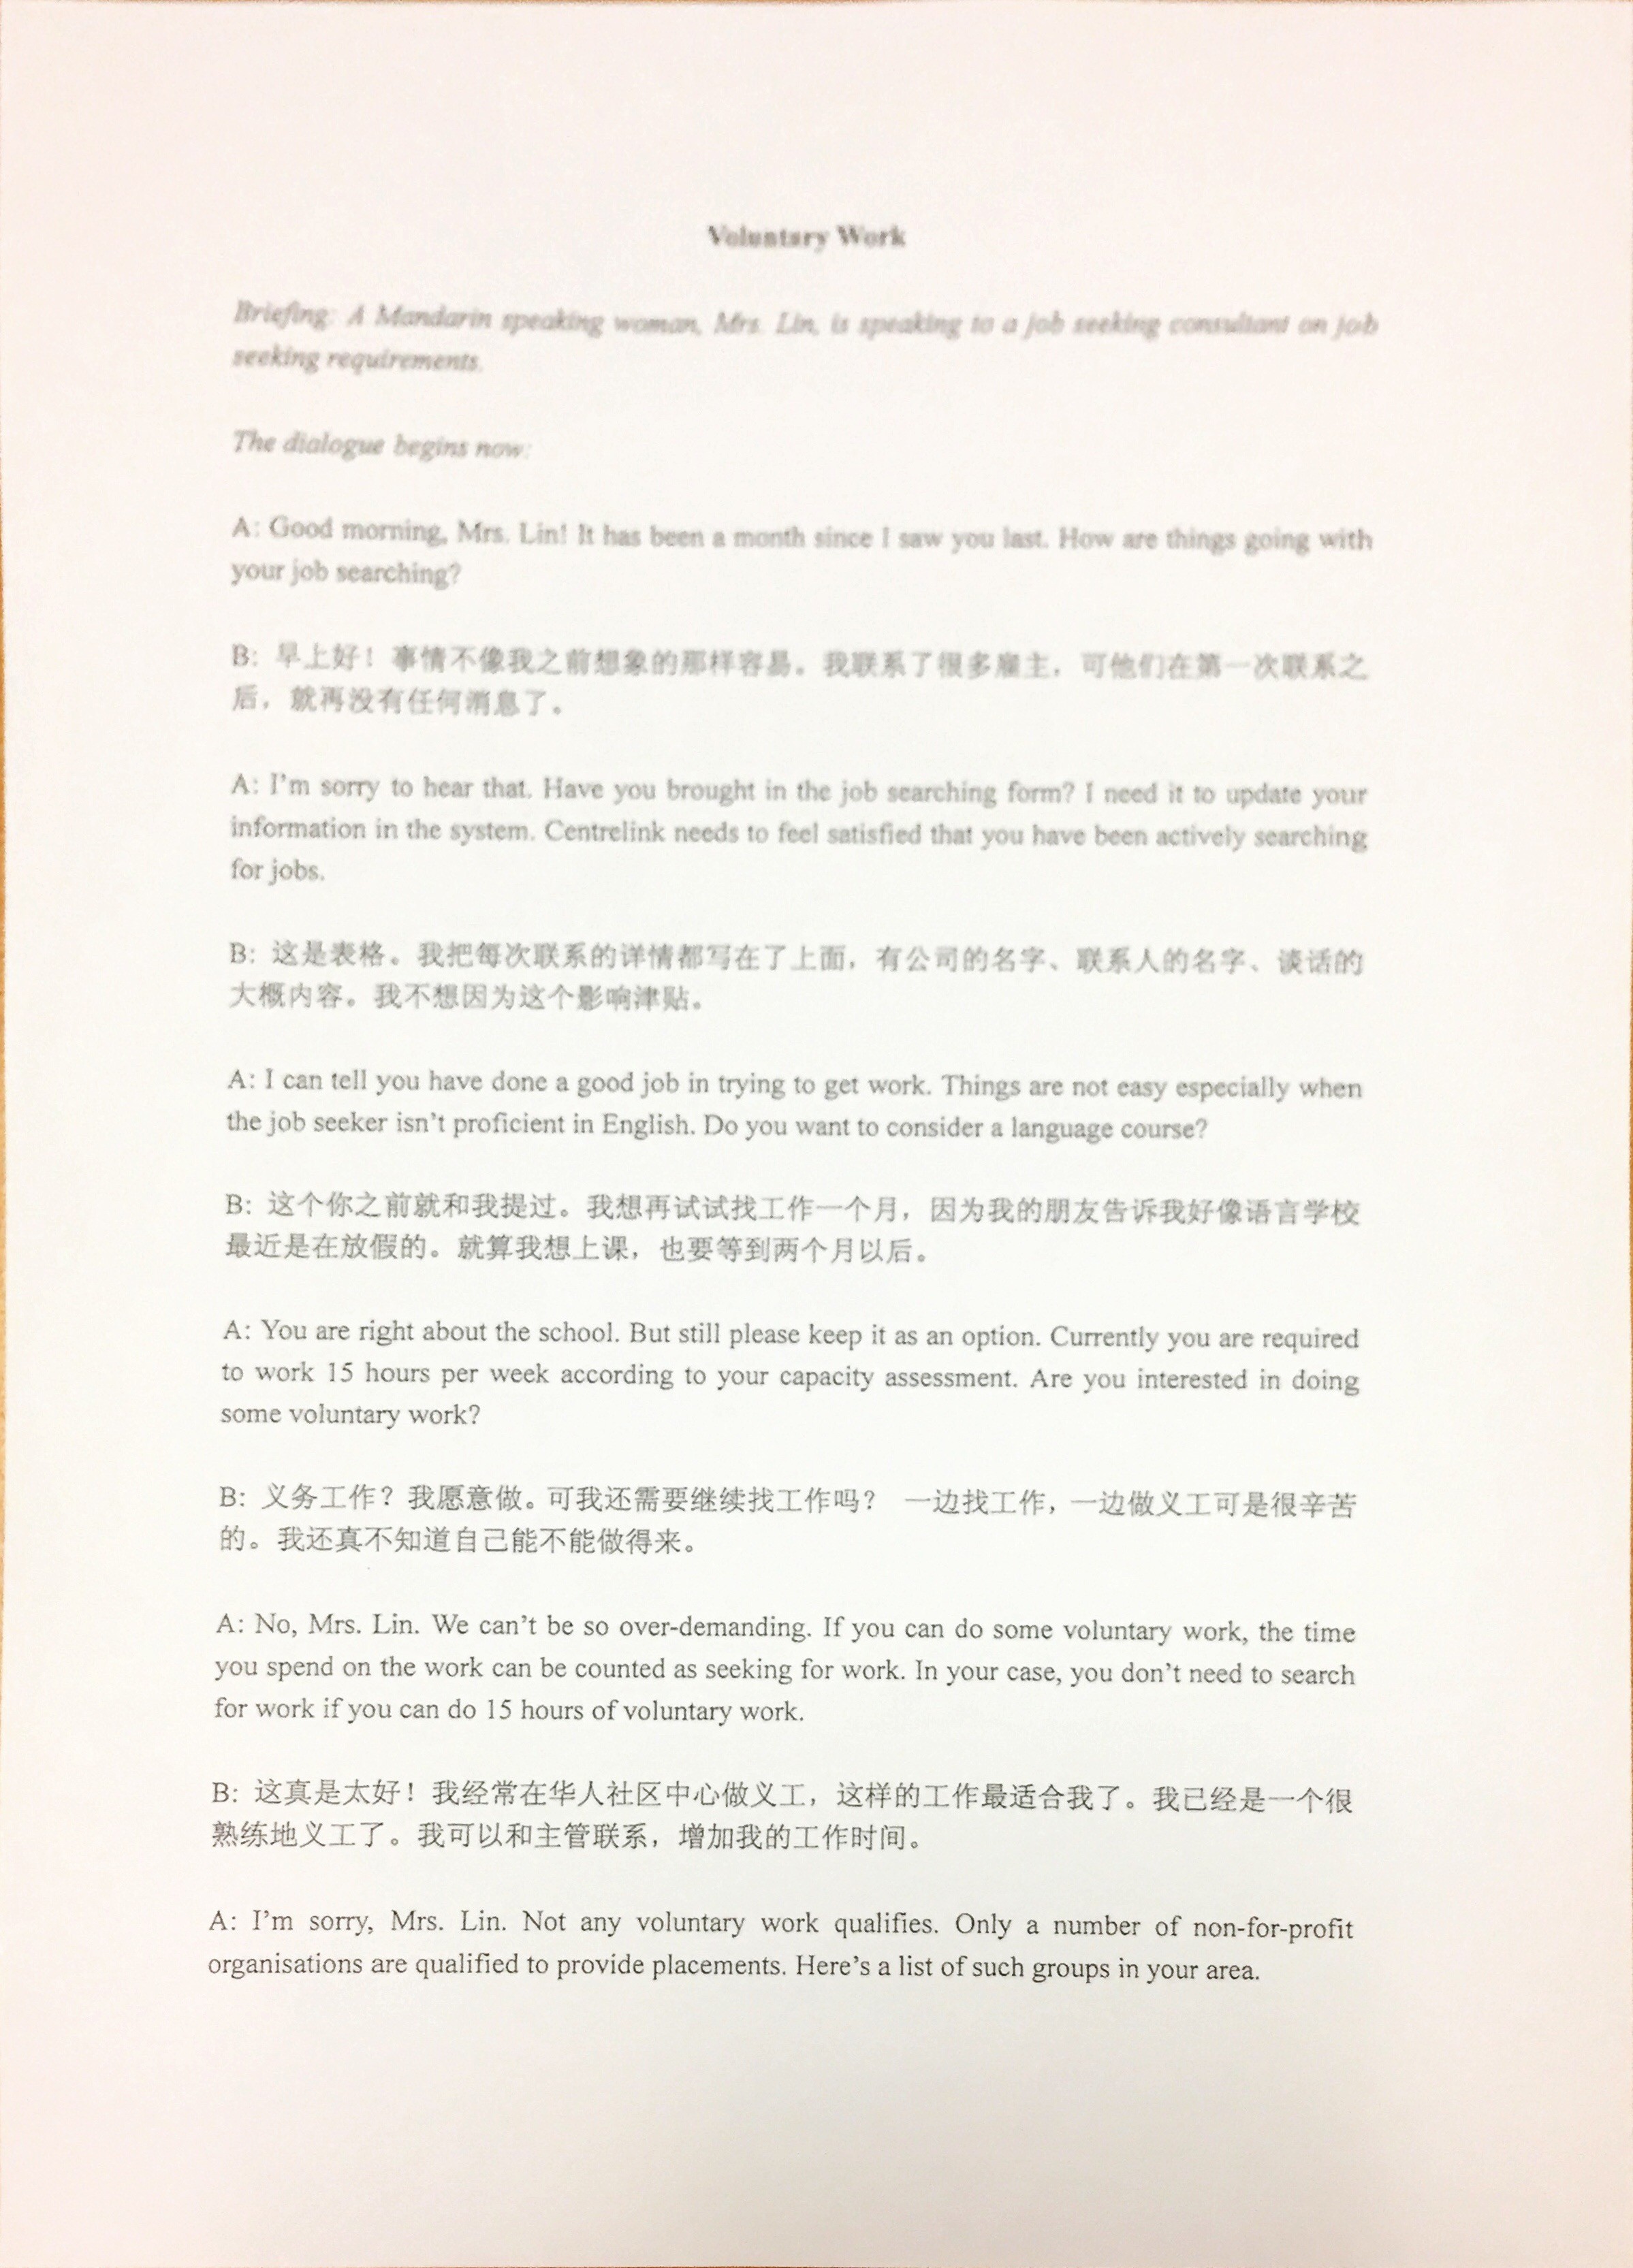 Voluntary Work
Briefing: A Mandarin speaking woman, Mrs. Lin, is speaking to a job seeking consultant on job
seeking requirements.
The dialogue begins now:
A: Good morning, Mrs. Lin! It has been a month since I saw you last. How are things going with
your job searching?
B: 早上好！事情不像我之前想象的那样容易。我联系了很多雇主，可他们在第一次联系之
后，就再没有任何消息了。
A: I'm sorry to hear that. Have you brought in the job searching form? I need it to update your
information in the system. Centrelink needs to feel satisfied that you have been actively searching
for jobs.
B: 这是表格。我把每次联系的详情都写在了上面，有公司的名字、联系人的名字、谈话的
大概内容。我不想因为这个影响津贴。
A: I can tell you have done a good job in trying to get work. Things are not easy especially when
the job seeker isn't proficient in English. Do you want to consider a language course?
B: 这个你之前就和我提过。我想再试试找工作一个月，因为我的朋友告诉我好像语言学校
最近是在放假的。就算我想上课，也要等到两个月以后。
A: You are right about the school. But still please keep it as an option. Currently you are required
to work 15 hours per week according to your capacity assessment. Are you interested in doing
some voluntary work?
B: 义务工作？我愿意做。可我还需要继续找工作吗？ 一边找工作，一边做义工可是很辛苦
的。我还真不知道自己能不能做得来。
A: No, Mrs. Lin. We can't be so over-demanding. If you can do some voluntary work, the time
you spend on the work can be counted as seeking for work. In your case, you don't need to search
for work if you can do 15 hours of voluntary work.
B: 这真是太好！我经常在华人社区中心做义工，这样的工作最适合我了。我已经是一个很
熟练地义工了。我可以和主管联系，增加我的工作时间。
A: I'm sorry, Mrs. Lin. Not any voluntary work qualifies. Only a number of non-for-profit
organisations are qualified to provide placements. Here's a list of such groups in your area.